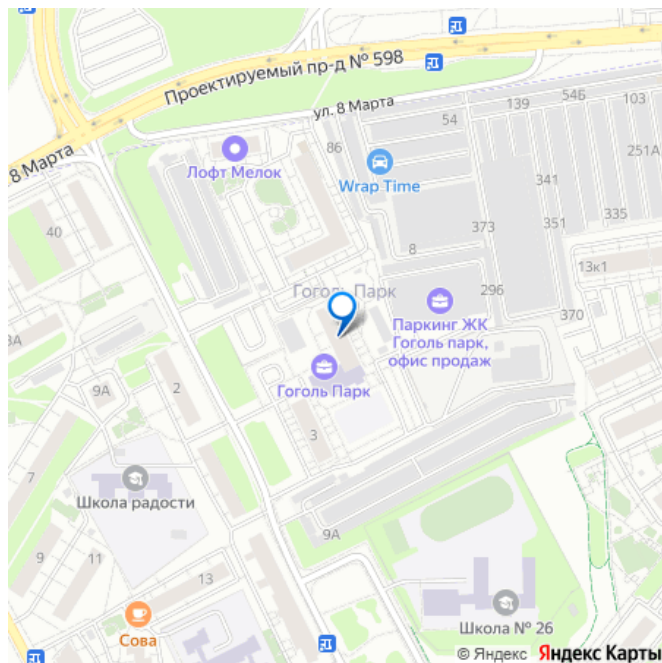 Проектируемый пр-д № 598
ул. 8 Марта
8 Марта
139
546
103
54
86
251А
Лофт Мелок
Wrap Time
341
335
351
373
40
8
13к1
Гоголь Парк
296
370
Паркинг ЖК
Гоголь парк,
офис продаж
3А
Гоголь Парк
9А
2
3
7
Школа радости
9А
9
11
13
Сова
Школа № 26
© Яндекс Яндекс Карты